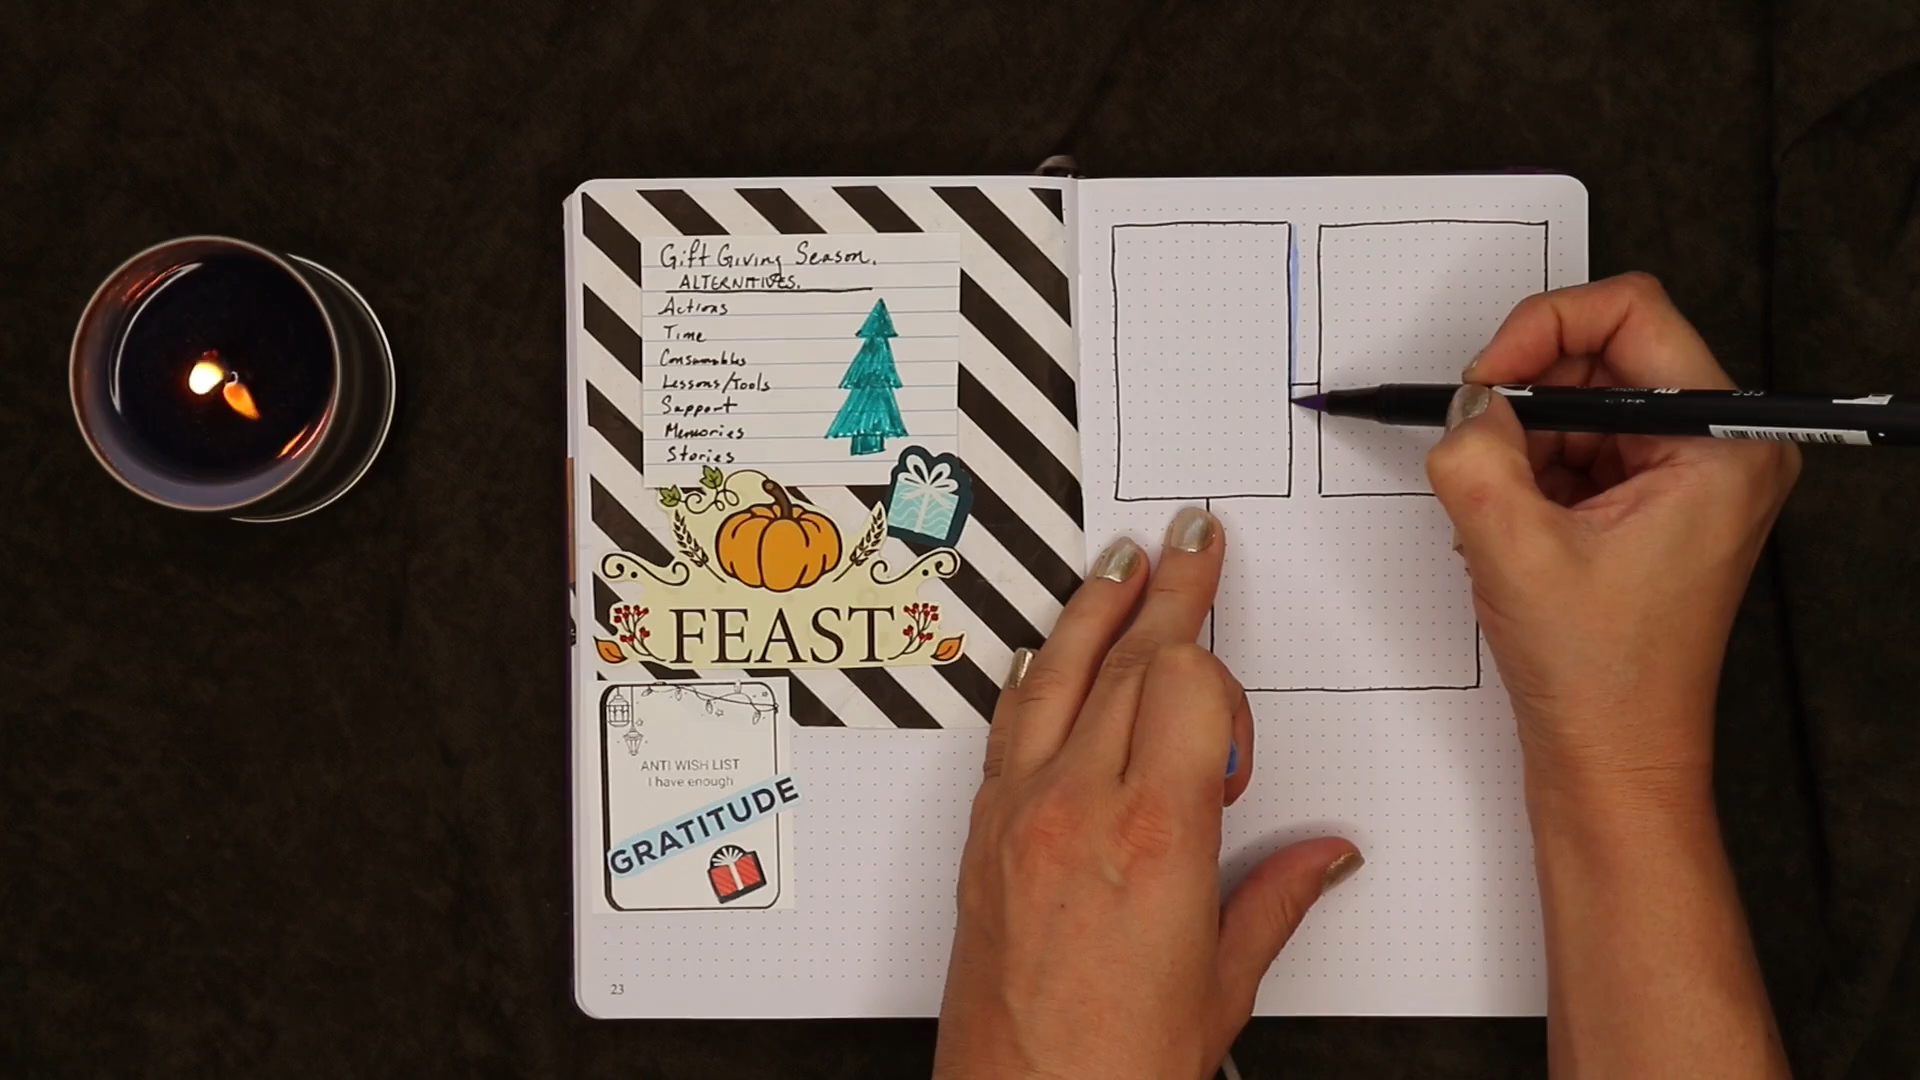 Gift Giving Season.
ALTERNITIVES.
Actions
Time
Consumables
Lessons/Tools
Support
Memories
Stories
FEAST
ANTI WISH LIST
I have enough
GRATITUDE
23